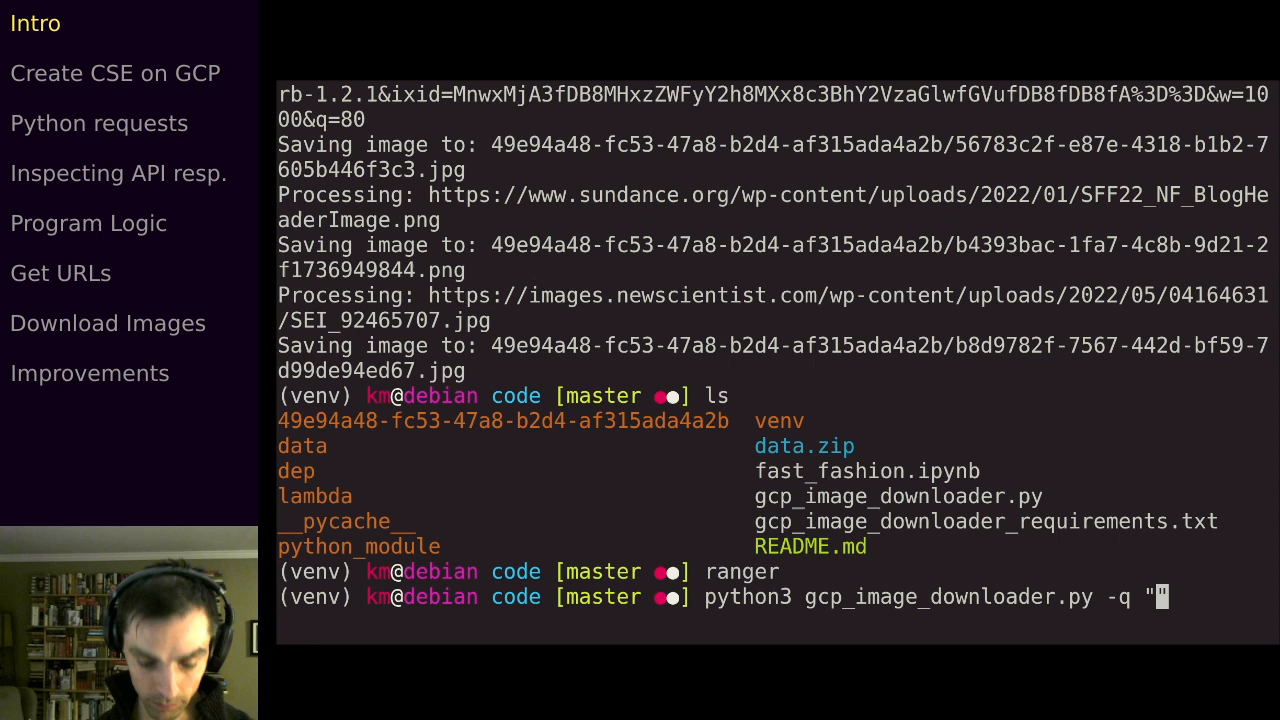 Intro
Create CSE on GCP
Python requests
Inspecting API resp.
Program Logic
Get URLs
Download Images
Improvements
rb-1.2.1&ixid=MnwxMjA3fDB8MHxzZWFyY2h8MXx8c3BhY2VzaGlwfGVufDB8fDB8fA%3D%3D&w=10
00&q=80
Saving image to: 49e94a48-fc53-47a8-b2d4-af315ada4a2b/56783c2f-e87e-4318-b1b2-7
605b446f3c3.jpg
Processing: https://www.sundance.org/wp-content/uploads/2022/01/SFF22_NF_BlogHe
aderImage.png
Saving image to: 49e94a48-fc53-47a8-b2d4-af315ada4a2b/b4393bac-1fa7-4c8b-9d21-2
f1736949844.png
Processing: https://images.newscientist.com/wp-content/uploads/2022/05/04164631
/SEI_92465707.jpg
Saving image to: 49e94a48-fc53-47a8-b2d4-af315ada4a2b/b8d9782f-7567-442d-bf59-7
d99de94ed67.jpg
(venv) km@debian code [master ●●] ls
49e94a48-fc53-47a8-b2d4-af315ada4a2b venv
data data.zip
dep fast_fashion.ipynb
lambda gcp_image_downloader.py
__pycache__ gcp_image_downloader_requirements.txt
python_module README.md
(venv) km@debian code [master ●●] ranger
(venv) km@debian code [master ●●] python3 gcp_image_downloader.py -q ""